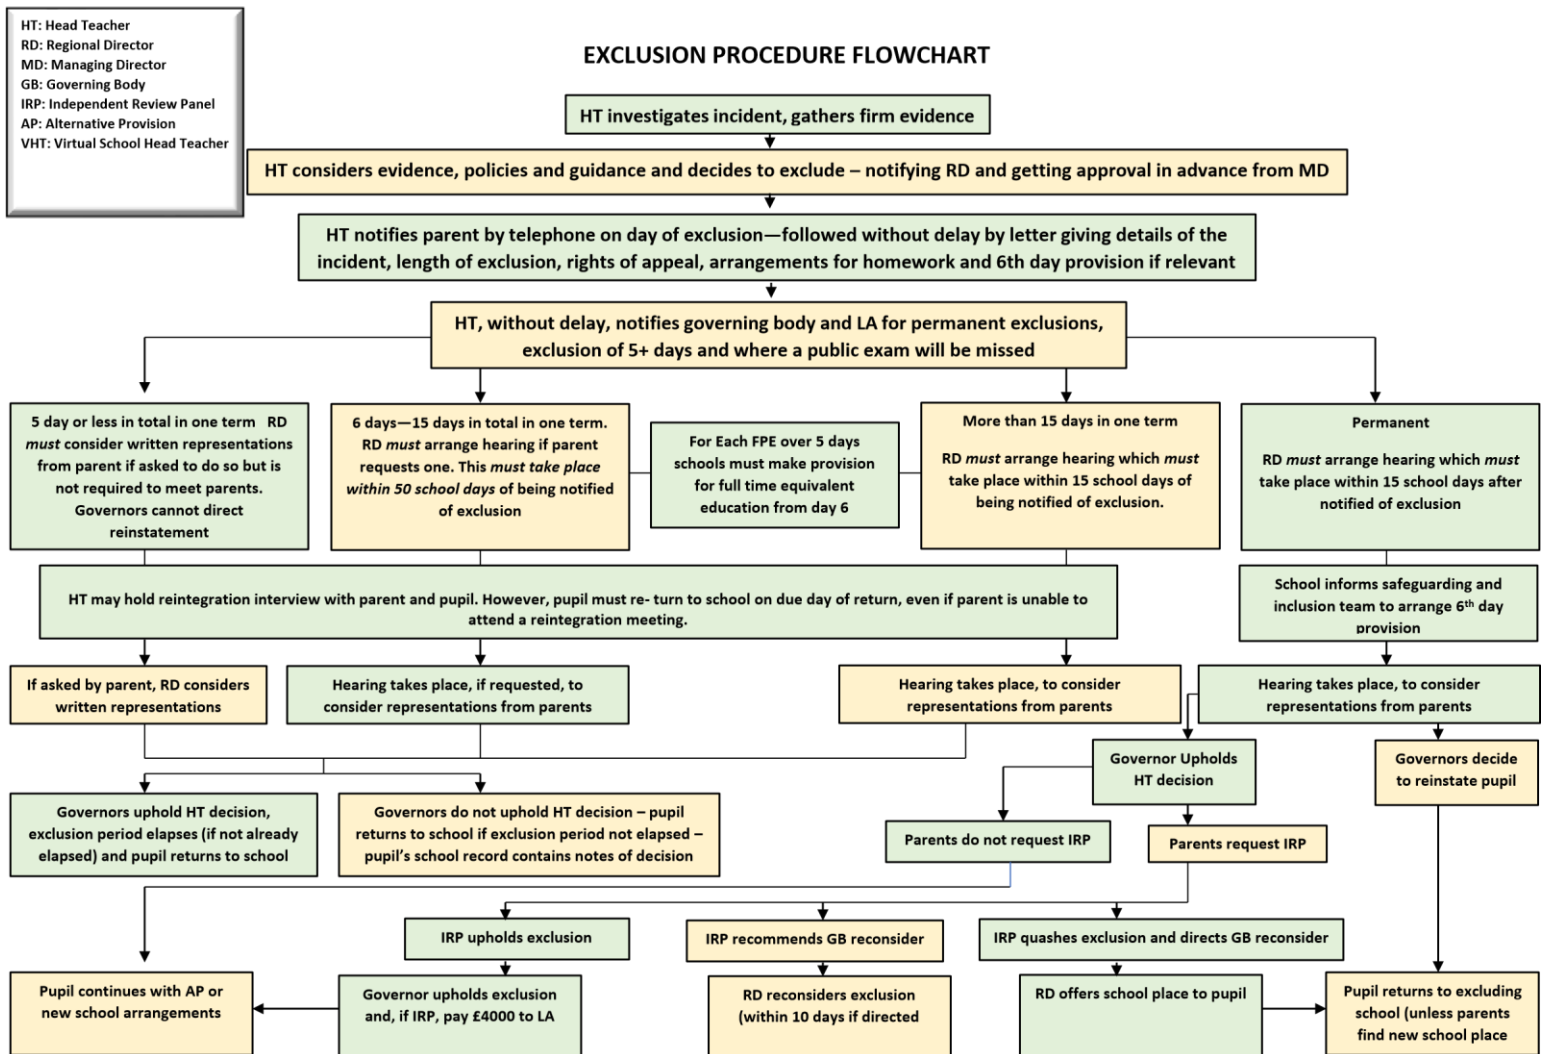 HT: Head Teacher
RD: Regional Director
MD: Managing Director
GB: Governing Body
IRP: Independent Review Panel
AP: Alternative Provision
VHT: Virtual School Head Teacher
EXCLUSION PROCEDURE FLOWCHART
HT investigates incident, gathers firm evidence
HT considers evidence, policies and guidance and decides to exclude – notifying RD and getting approval in advance from MD
HT notifies parent by telephone on day of exclusion—followed without delay by letter giving details of the
incident, length of exclusion, rights of appeal, arrangements for homework and 6th day provision if relevant
HT, without delay, notifies governing body and LA for permanent exclusions,
exclusion of 5+ days and where a public exam will be missed
5 day or less in total in one term RD
must consider written representations
from parent if asked to do so but is
not required to meet parents.
Governors cannot direct
reinstatement
6 days—15 days in total in one term.
RD must arrange hearing if parent
requests one. This must take place
within 50 school days of being notified
of exclusion
For Each FPE over 5 days
schools must make provision
for full time equivalent
education from day 6
More than 15 days in one term
RD must arrange hearing which must
take place within 15 school days of
being notified of exclusion.
Permanent
RD must arrange hearing which must
take place within 15 school days after
notified of exclusion
HT may hold reintegration interview with parent and pupil. However, pupil must re- turn to school on due day of return, even if parent is unable to
attend a reintegration meeting.
School informs safeguarding and
inclusion team to arrange 6th day
provision
If asked by parent, RD considers
written representations
Hearing takes place, if requested, to
consider representations from parents
Hearing takes place, to consider
representations from parents
Hearing takes place, to consider
representations from parents
Governor Upholds
HT decision
Governors decide
to reinstate pupil
Governors uphold HT decision,
exclusion period elapses (if not already
elapsed) and pupil returns to school
Governors do not uphold HT decision – pupil
returns to school if exclusion period not elapsed –
pupil's school record contains notes of decision
Parents do not request IRP
Parents request IRP
IRP upholds exclusion
IRP recommends GB reconsider
IRP quashes exclusion and directs GB reconsider
Pupil continues with AP or
new school arrangements
Governor upholds exclusion
and, if IRP, pay £4000 to LA
RD reconsiders exclusion
(within 10 days if directed
RD offers school place to pupil
Pupil returns to excluding
school (unless parents
find new school place